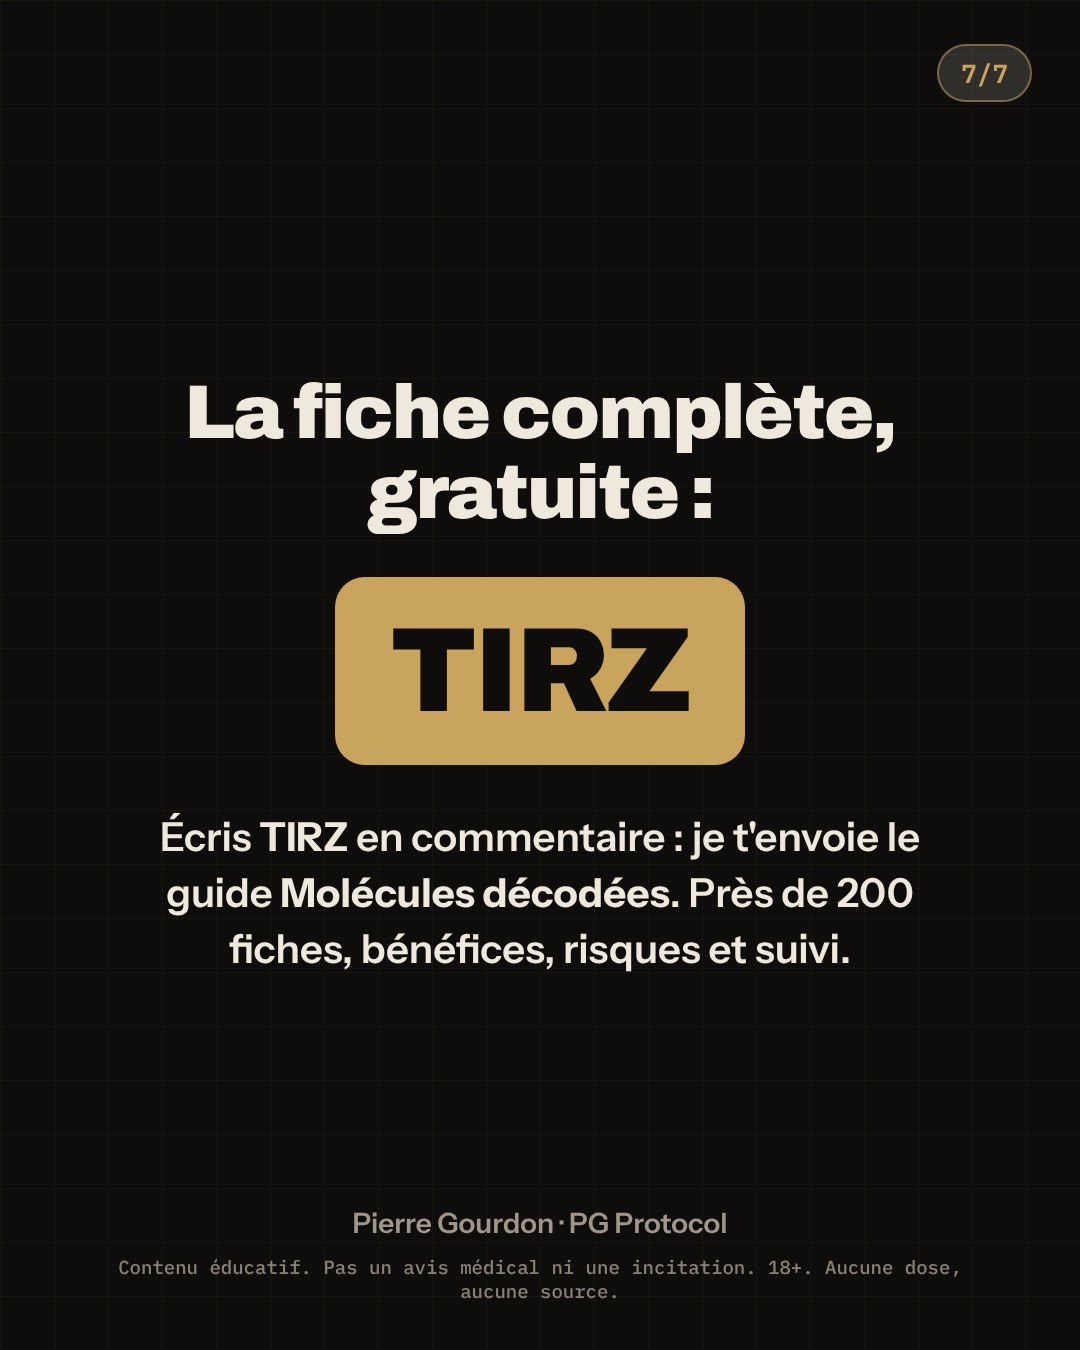 7/7
La fiche complète,
gratuite :
TIRZ
Écris TIRZ en commentaire : je t'envoie le
guide Molécules décodées. Près de 200
fiches, bénéfices, risques et suivi.
Pierre Gourdon · PG Protocol
Contenu éducatif. Pas un avis médical ni une incitation. 18+. Aucune dose,
aucune source.